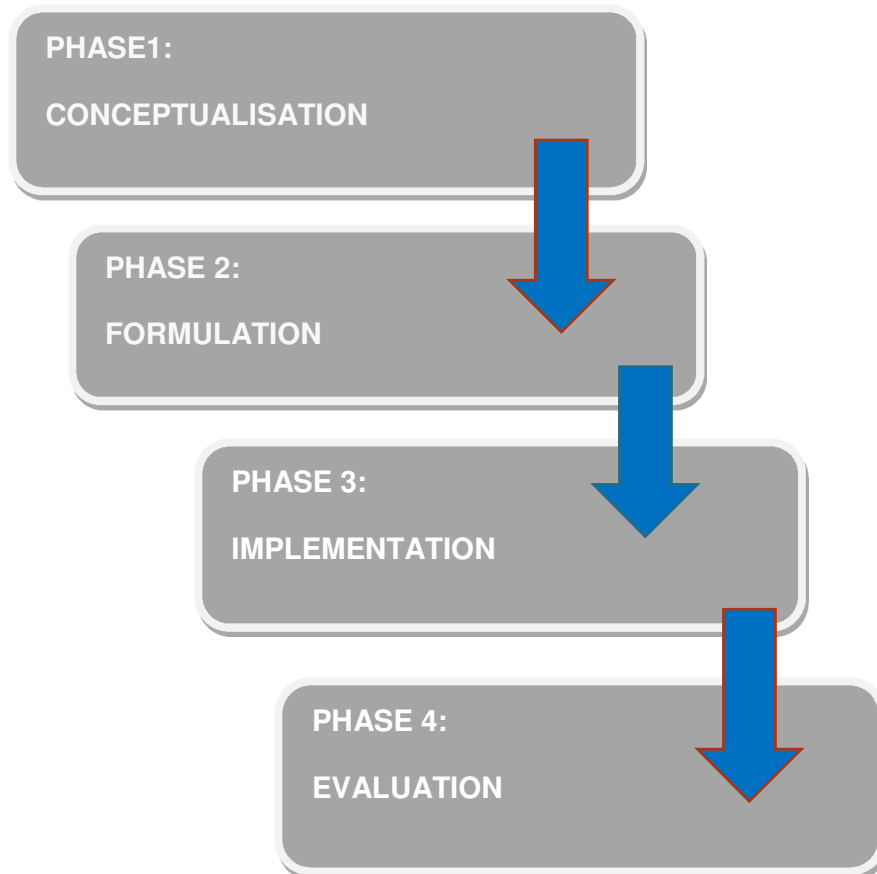 PHASE1:
CONCEPTUALISATION
PHASE 2:
FORMULATION
PHASE 3:
IMPLEMENTATION
PHASE 4:
EVALUATION